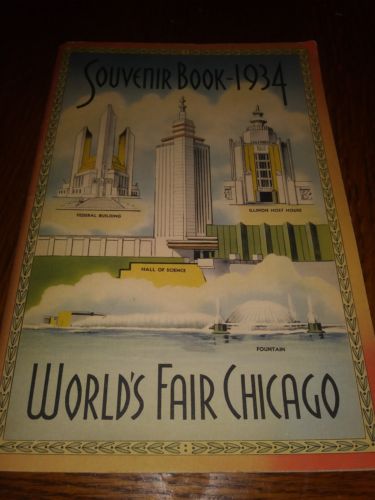 SOUVENIR BOOK-1934
FEDERAL BUILDING
ILLINOIS HOST HOUSE
HALL OF SCIENCE
FOUNTAIN
WORLD'S FAIR CHICAGO